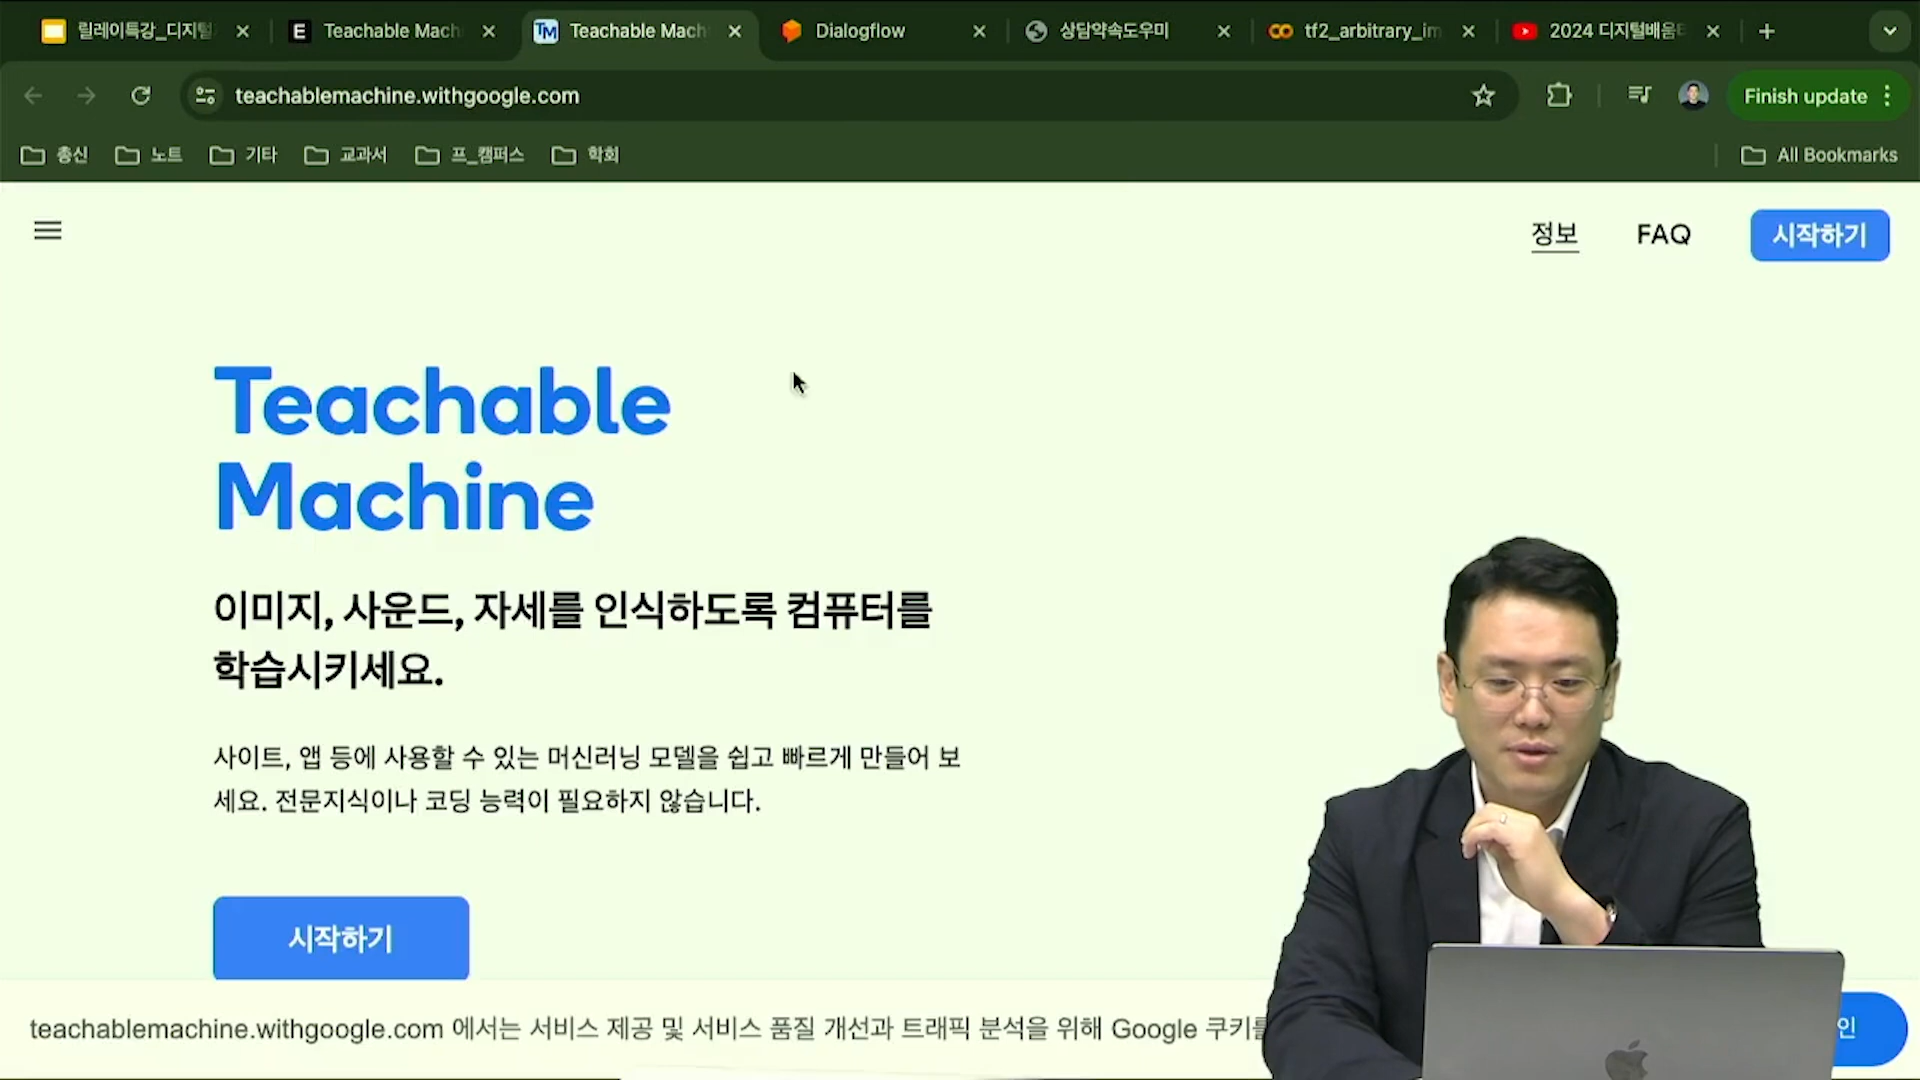 릴레이특강_디지털
Teachable Mach
Teachable Mach
Dialogflow
상담약속도우미
tf2_arbitrary_im
2024 디지털배움
teachablemachine.withgoogle.com
Finish update
총신
노트
기타
교과서
프_캠퍼스
학회
All Bookmarks
정보
FAQ
시작하기
Teachable
Machine
이미지, 사운드, 자세를 인식하도록 컴퓨터를
학습시키세요.
사이트, 앱 등에 사용할 수 있는 머신러닝 모델을 쉽고 빠르게 만들어 보
세요. 전문지식이나 코딩 능력이 필요하지 않습니다.
시작하기
teachablemachine.withgoogle.com 에서는 서비스 제공 및 서비스 품질 개선과 트래픽 분석을 위해 Google 쿠키를
인